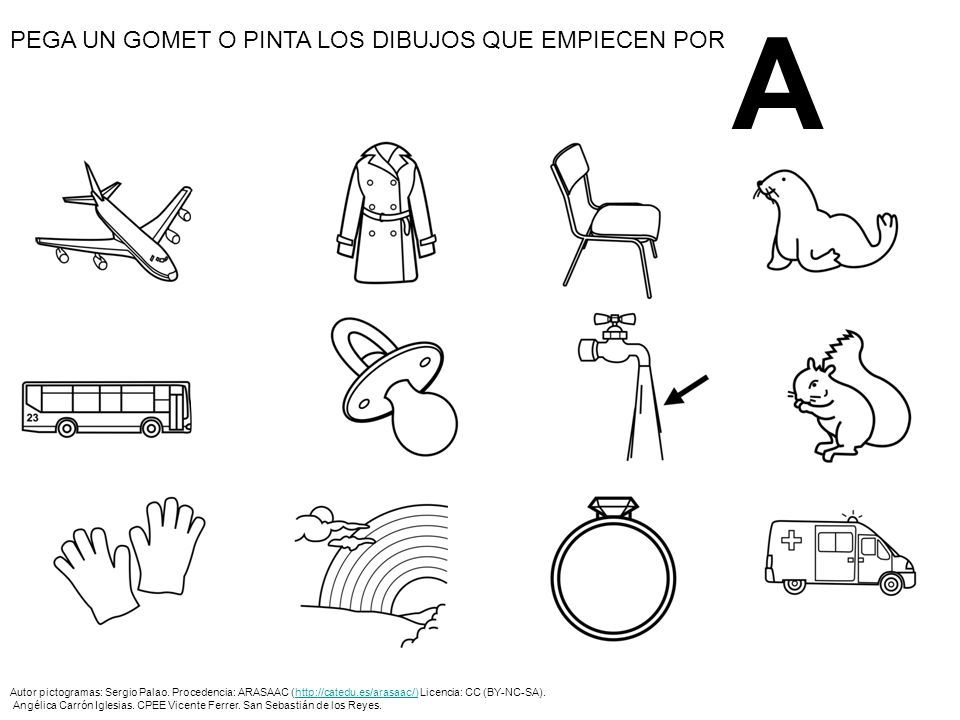 PEGA UN GOMET O PINTA LOS DIBUJOS QUE EMPIECEN POR
A
23
Autor pictogramas: Sergio Palao. Procedencia: ARASAAC (http://catedu.es/arasaac/) Licencia: CC (BY-NC-SA).
Angélica Carrón Iglesias. CPEE Vicente Ferrer. San Sebastián de los Reyes.